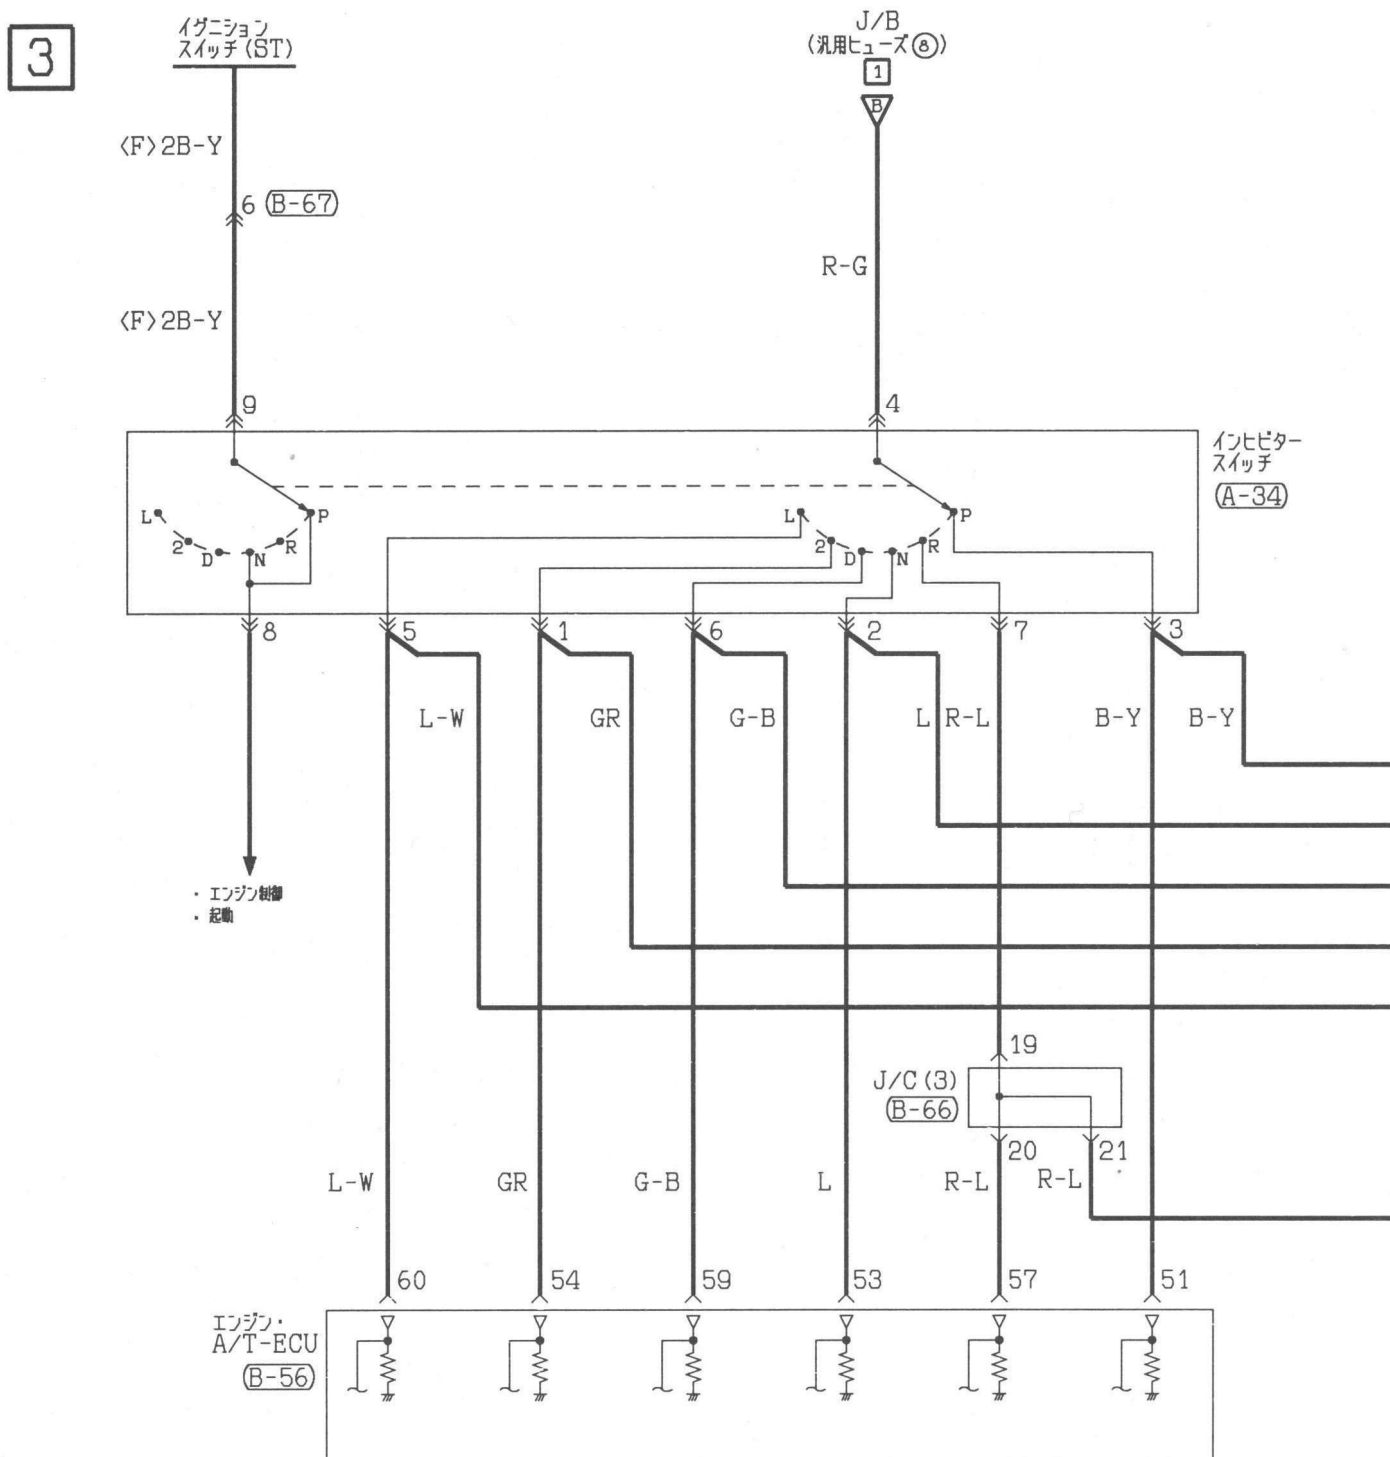 3
イグニション
スイッチ(ST)
J/B
(汎用ヒューズ⑧)
1
B
<F>2B-Y
6 (B-67)
R-G
<F>2B-Y
9
4
インヒビター
スイッチ
(A-34)
L 2 D N R P
L 2 D N R P
8 5 1 6 2 7 3
L-W GR G-B L R-L B-Y B-Y
・エンジン制御
・起動
19
J/C(3)
(B-66)
20 21
L-W GR G-B L R-L R-L
60 54 59 53 57 51
エンジン・
A/T-ECU
(B-56)